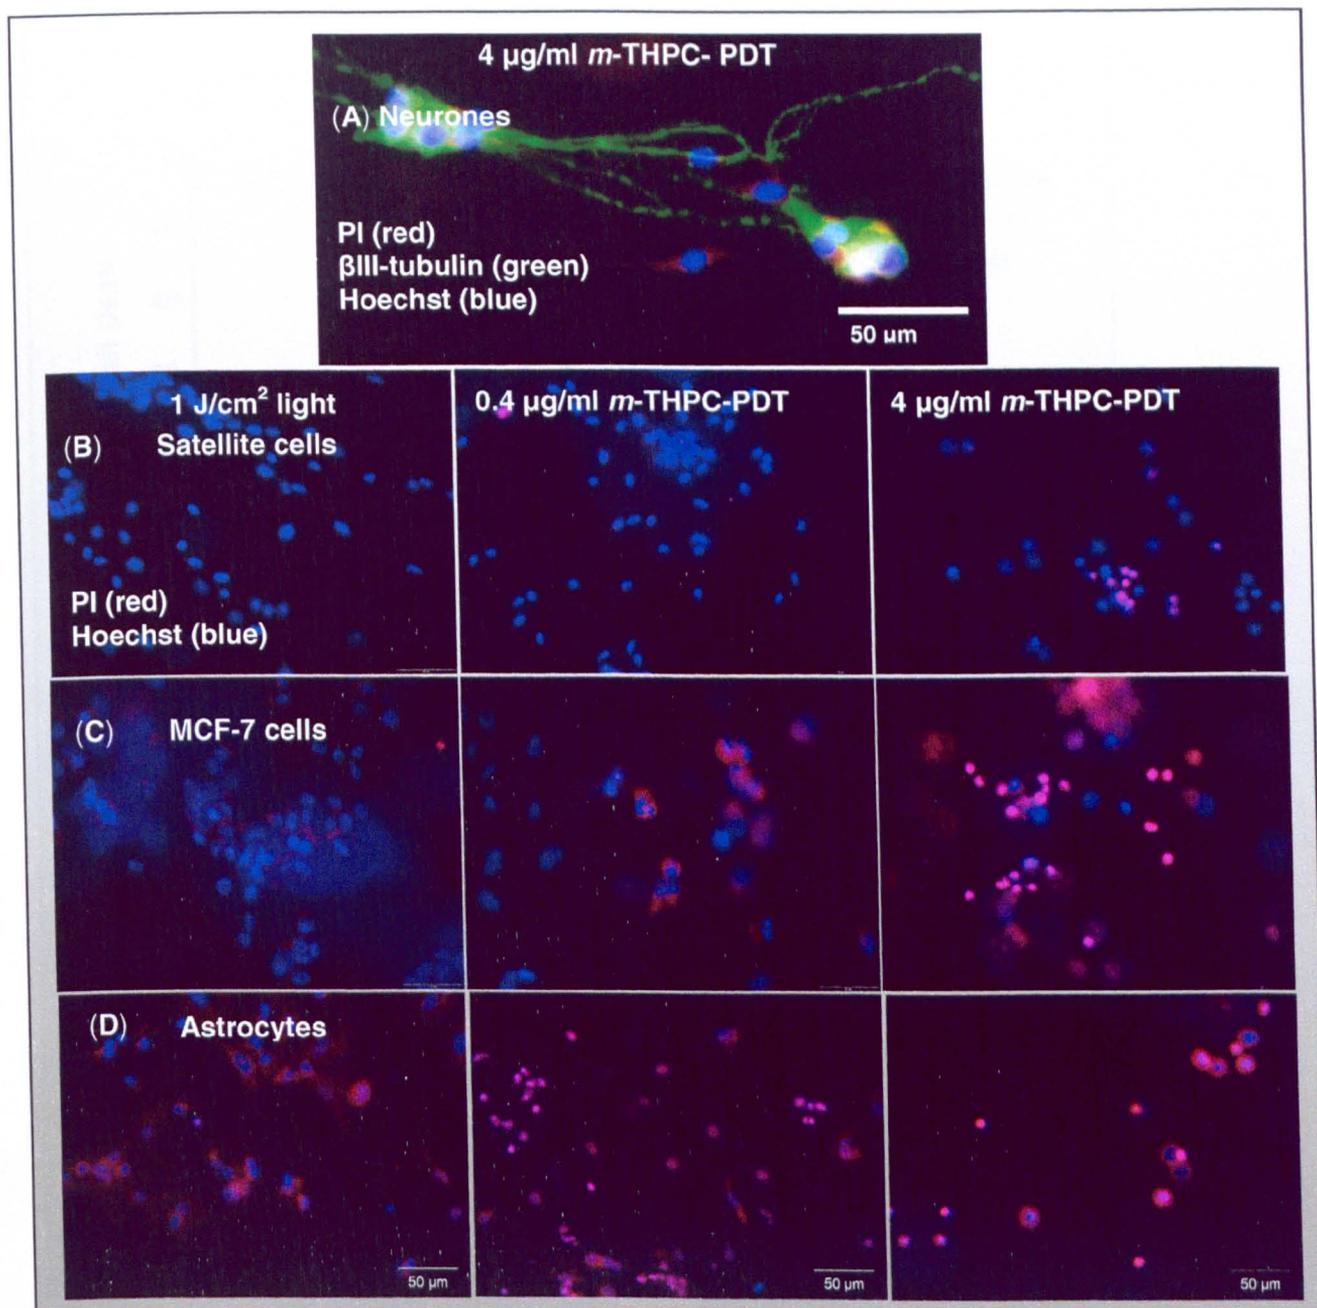 4 µg/ml m-THPC- PDT
(A) Neurones
PI (red)
βIII-tubulin (green)
Hoechst (blue)
50 µm
1 J/cm² light
0.4 µg/ml m-THPC-PDT
4 µg/ml m-THPC-PDT
(B) Satellite cells
PI (red)
Hoechst (blue)
(C) MCF-7 cells
(D) Astrocytes
50 µm
50 µm
50 µm